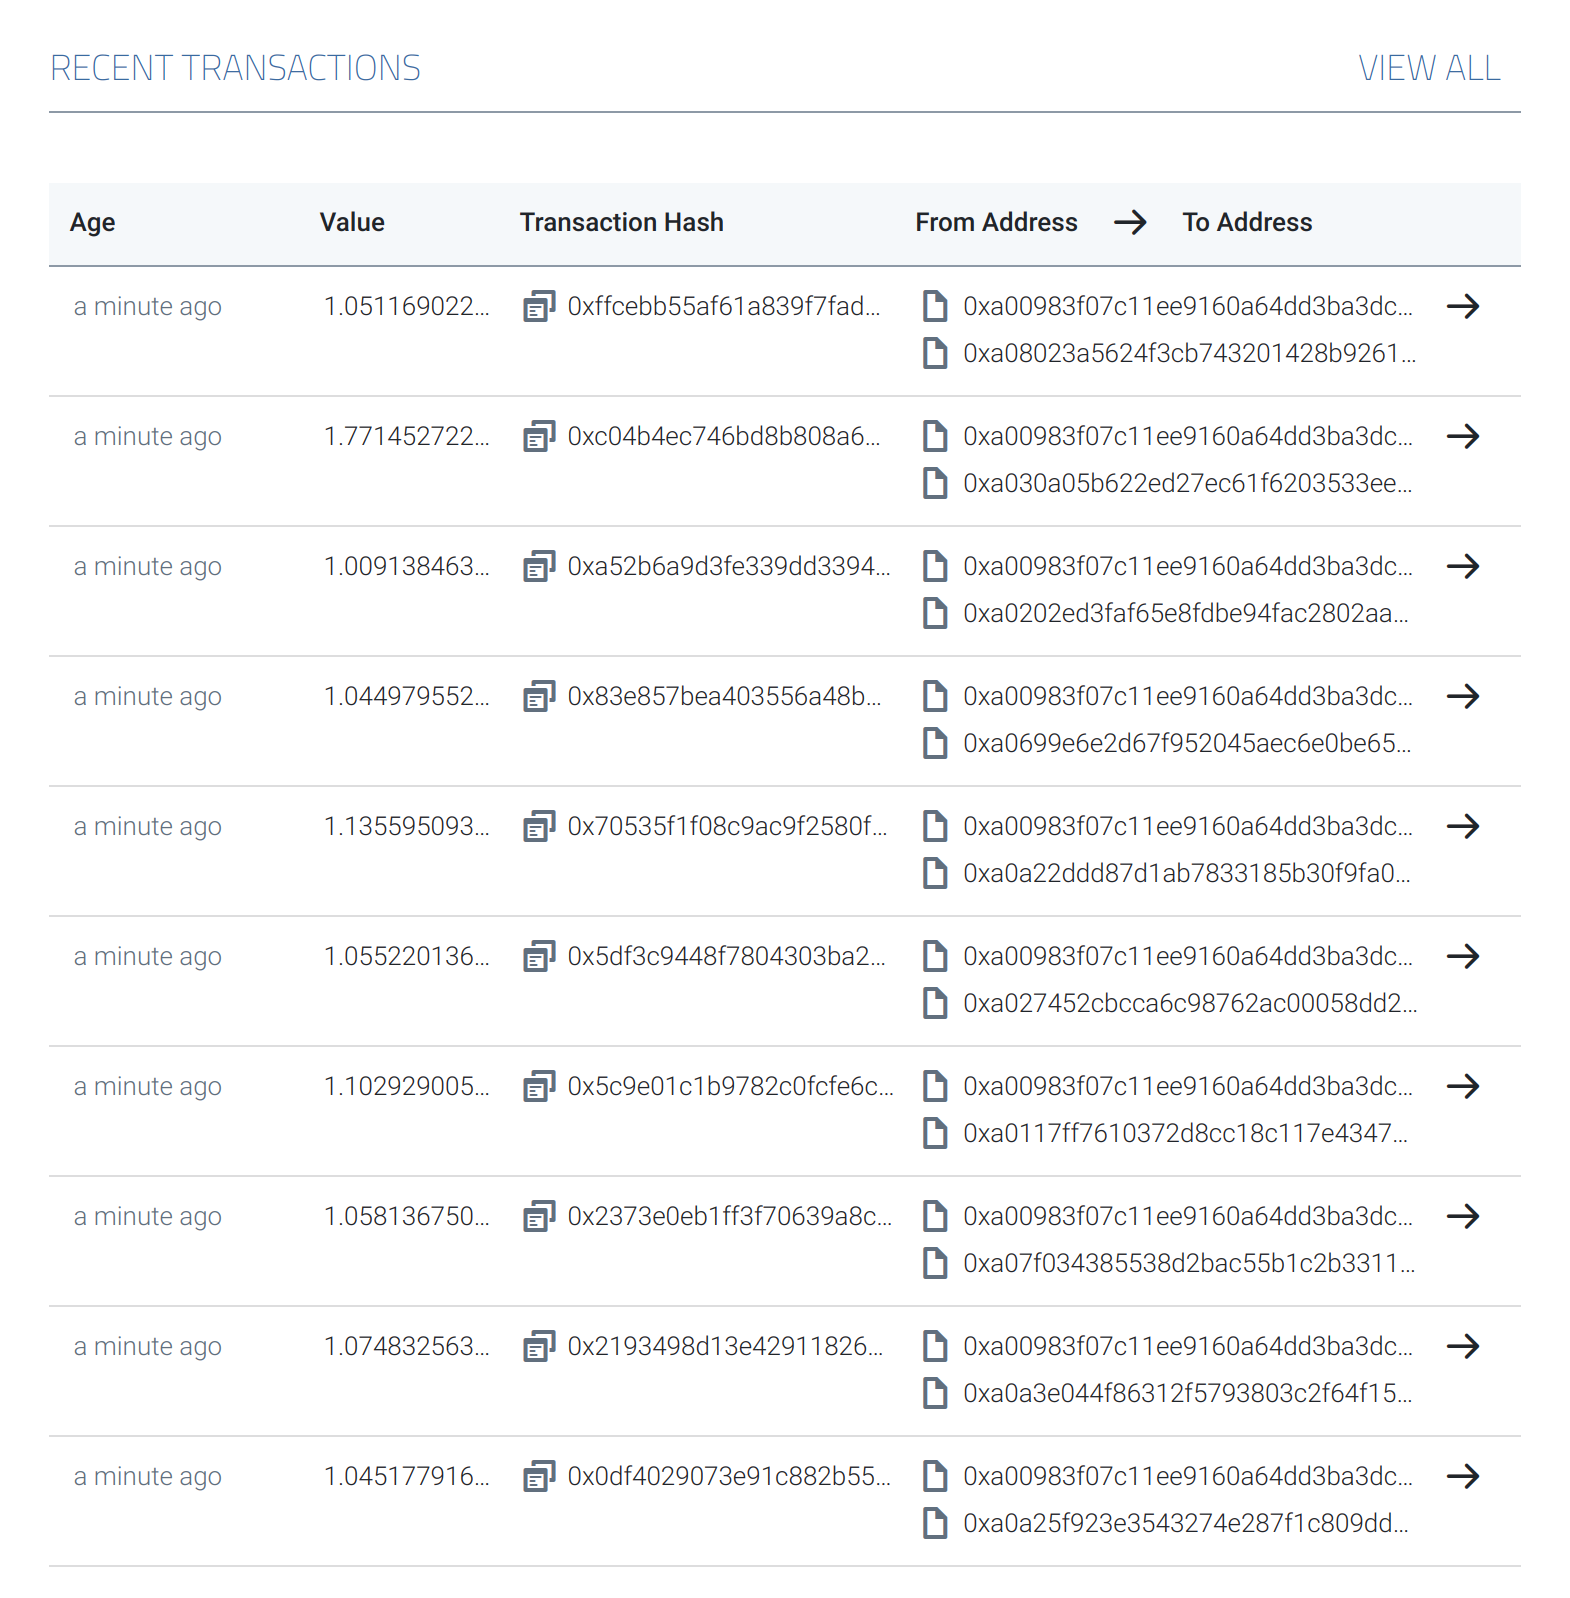 RECENT TRANSACTIONS VIEW ALL
Age Value Transaction Hash From Address → To Address
a minute ago 1.051169022... 0xffcebb55af61a839f7fad... 0xa00983f07c11ee9160a64dd3ba3dc... →
0xa08023a5624f3cb743201428b9261...
a minute ago 1.771452722... 0xc04b4ec746bd8b808a6... 0xa00983f07c11ee9160a64dd3ba3dc... →
0xa030a05b622ed27ec61f6203533ee...
a minute ago 1.009138463... 0xa52b6a9d3fe339dd3394... 0xa00983f07c11ee9160a64dd3ba3dc... →
0xa0202ed3faf65e8fdbe94fac2802aa...
a minute ago 1.044979552... 0x83e857bea403556a48b... 0xa00983f07c11ee9160a64dd3ba3dc... →
0xa0699e6e2d67f952045aec6e0be65...
a minute ago 1.135595093... 0x70535f1f08c9ac9f2580f... 0xa00983f07c11ee9160a64dd3ba3dc... →
0xa0a22ddd87d1ab7833185b30f9fa0...
a minute ago 1.055220136... 0x5df3c9448f7804303ba2... 0xa00983f07c11ee9160a64dd3ba3dc... →
0xa027452cbcca6c98762ac00058dd2...
a minute ago 1.102929005... 0x5c9e01c1b9782c0fcfe6c... 0xa00983f07c11ee9160a64dd3ba3dc... →
0xa0117ff7610372d8cc18c117e4347...
a minute ago 1.058136750... 0x2373e0eb1ff3f70639a8c... 0xa00983f07c11ee9160a64dd3ba3dc... →
0xa07f034385538d2bac55b1c2b3311...
a minute ago 1.074832563... 0x2193498d13e42911826... 0xa00983f07c11ee9160a64dd3ba3dc... →
0xa0a3e044f86312f5793803c2f64f15...
a minute ago 1.045177916... 0x0df4029073e91c882b55... 0xa00983f07c11ee9160a64dd3ba3dc... →
0xa0a25f923e3543274e287f1c809dd...